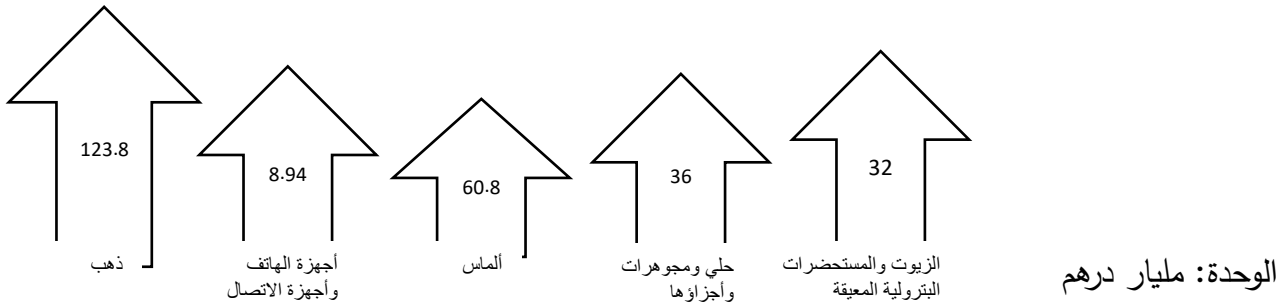 123.8
8.94
60.8
36
32
ذهب
أجهزة الهاتف
وأجهزة الاتصال
ألماس
حلي ومجوهرات
وأجزاؤها
الزيوت والمستحضرات
البترولية المعيقة
الوحدة: مليار درهم